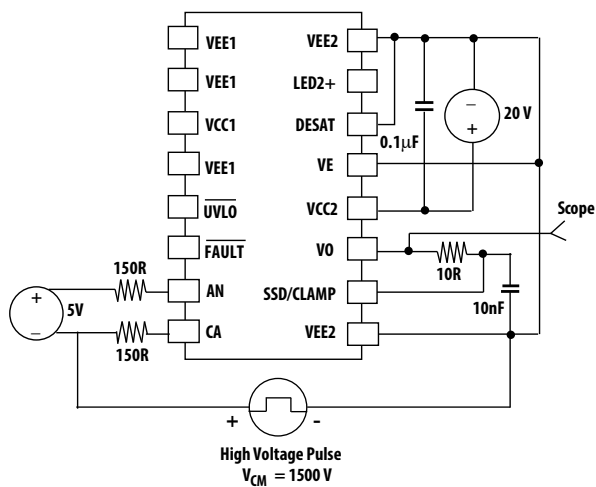 VEE1
VEE1
VCC1
VEE1
UVLO
FAULT
AN
CA
VEE2
LED2+
DESAT
VE
VCC2
VO
SSD/CLAMP
VEE2
150R
150R
+
−
5V
0.1μF
−
+
20 V
Scope
10R
10nF
+
-
High Voltage Pulse
VCM = 1500 V